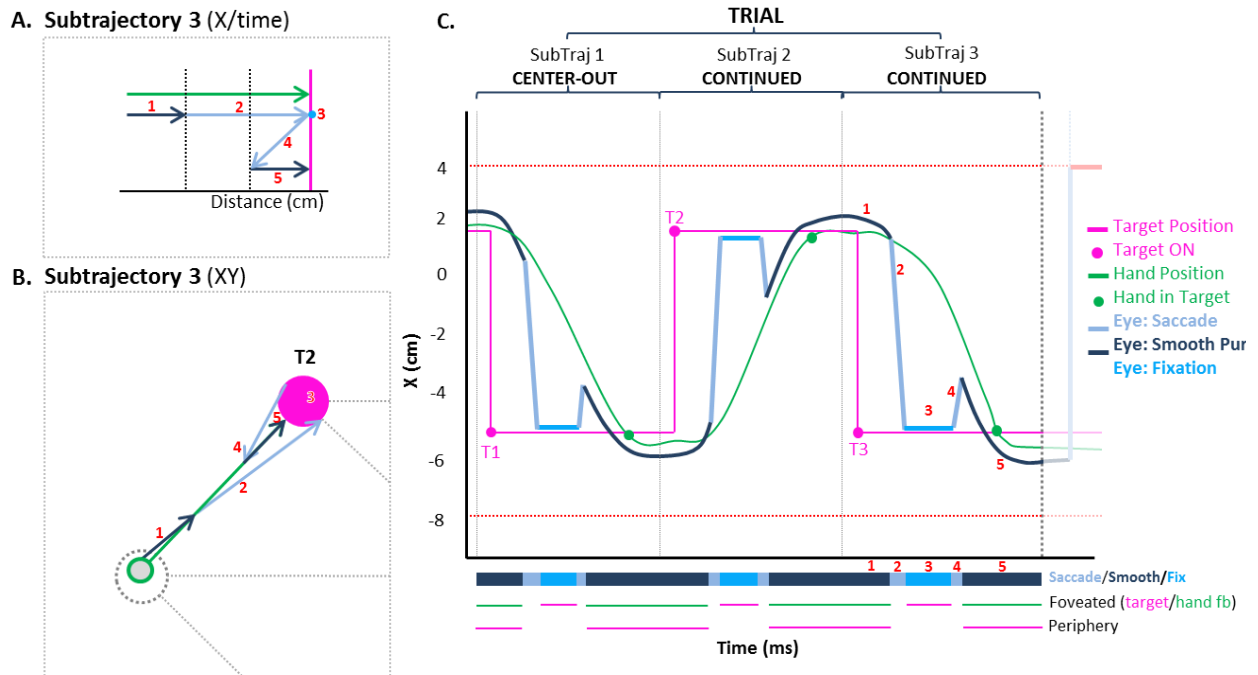 A. Subtrajectory 3 (X/time)
1
2
3
4
5
Distance (cm)
B. Subtrajectory 3 (XY)
T2
3
5
4
2
1
C.
TRIAL
SubTraj 1
CENTER-OUT
SubTraj 2
CONTINUED
SubTraj 3
CONTINUED
X (cm)
4
2
0
-2
-4
-6
-8
T1
T2
T3
1
2
3
4
5
Target Position
Target ON
Hand Position
Hand in Target
Eye: Saccade
Eye: Smooth Pur
Eye: Fixation
1 2 3 4 5
Saccade/Smooth/Fix
Foveated (target/hand fb)
Periphery
Time (ms)